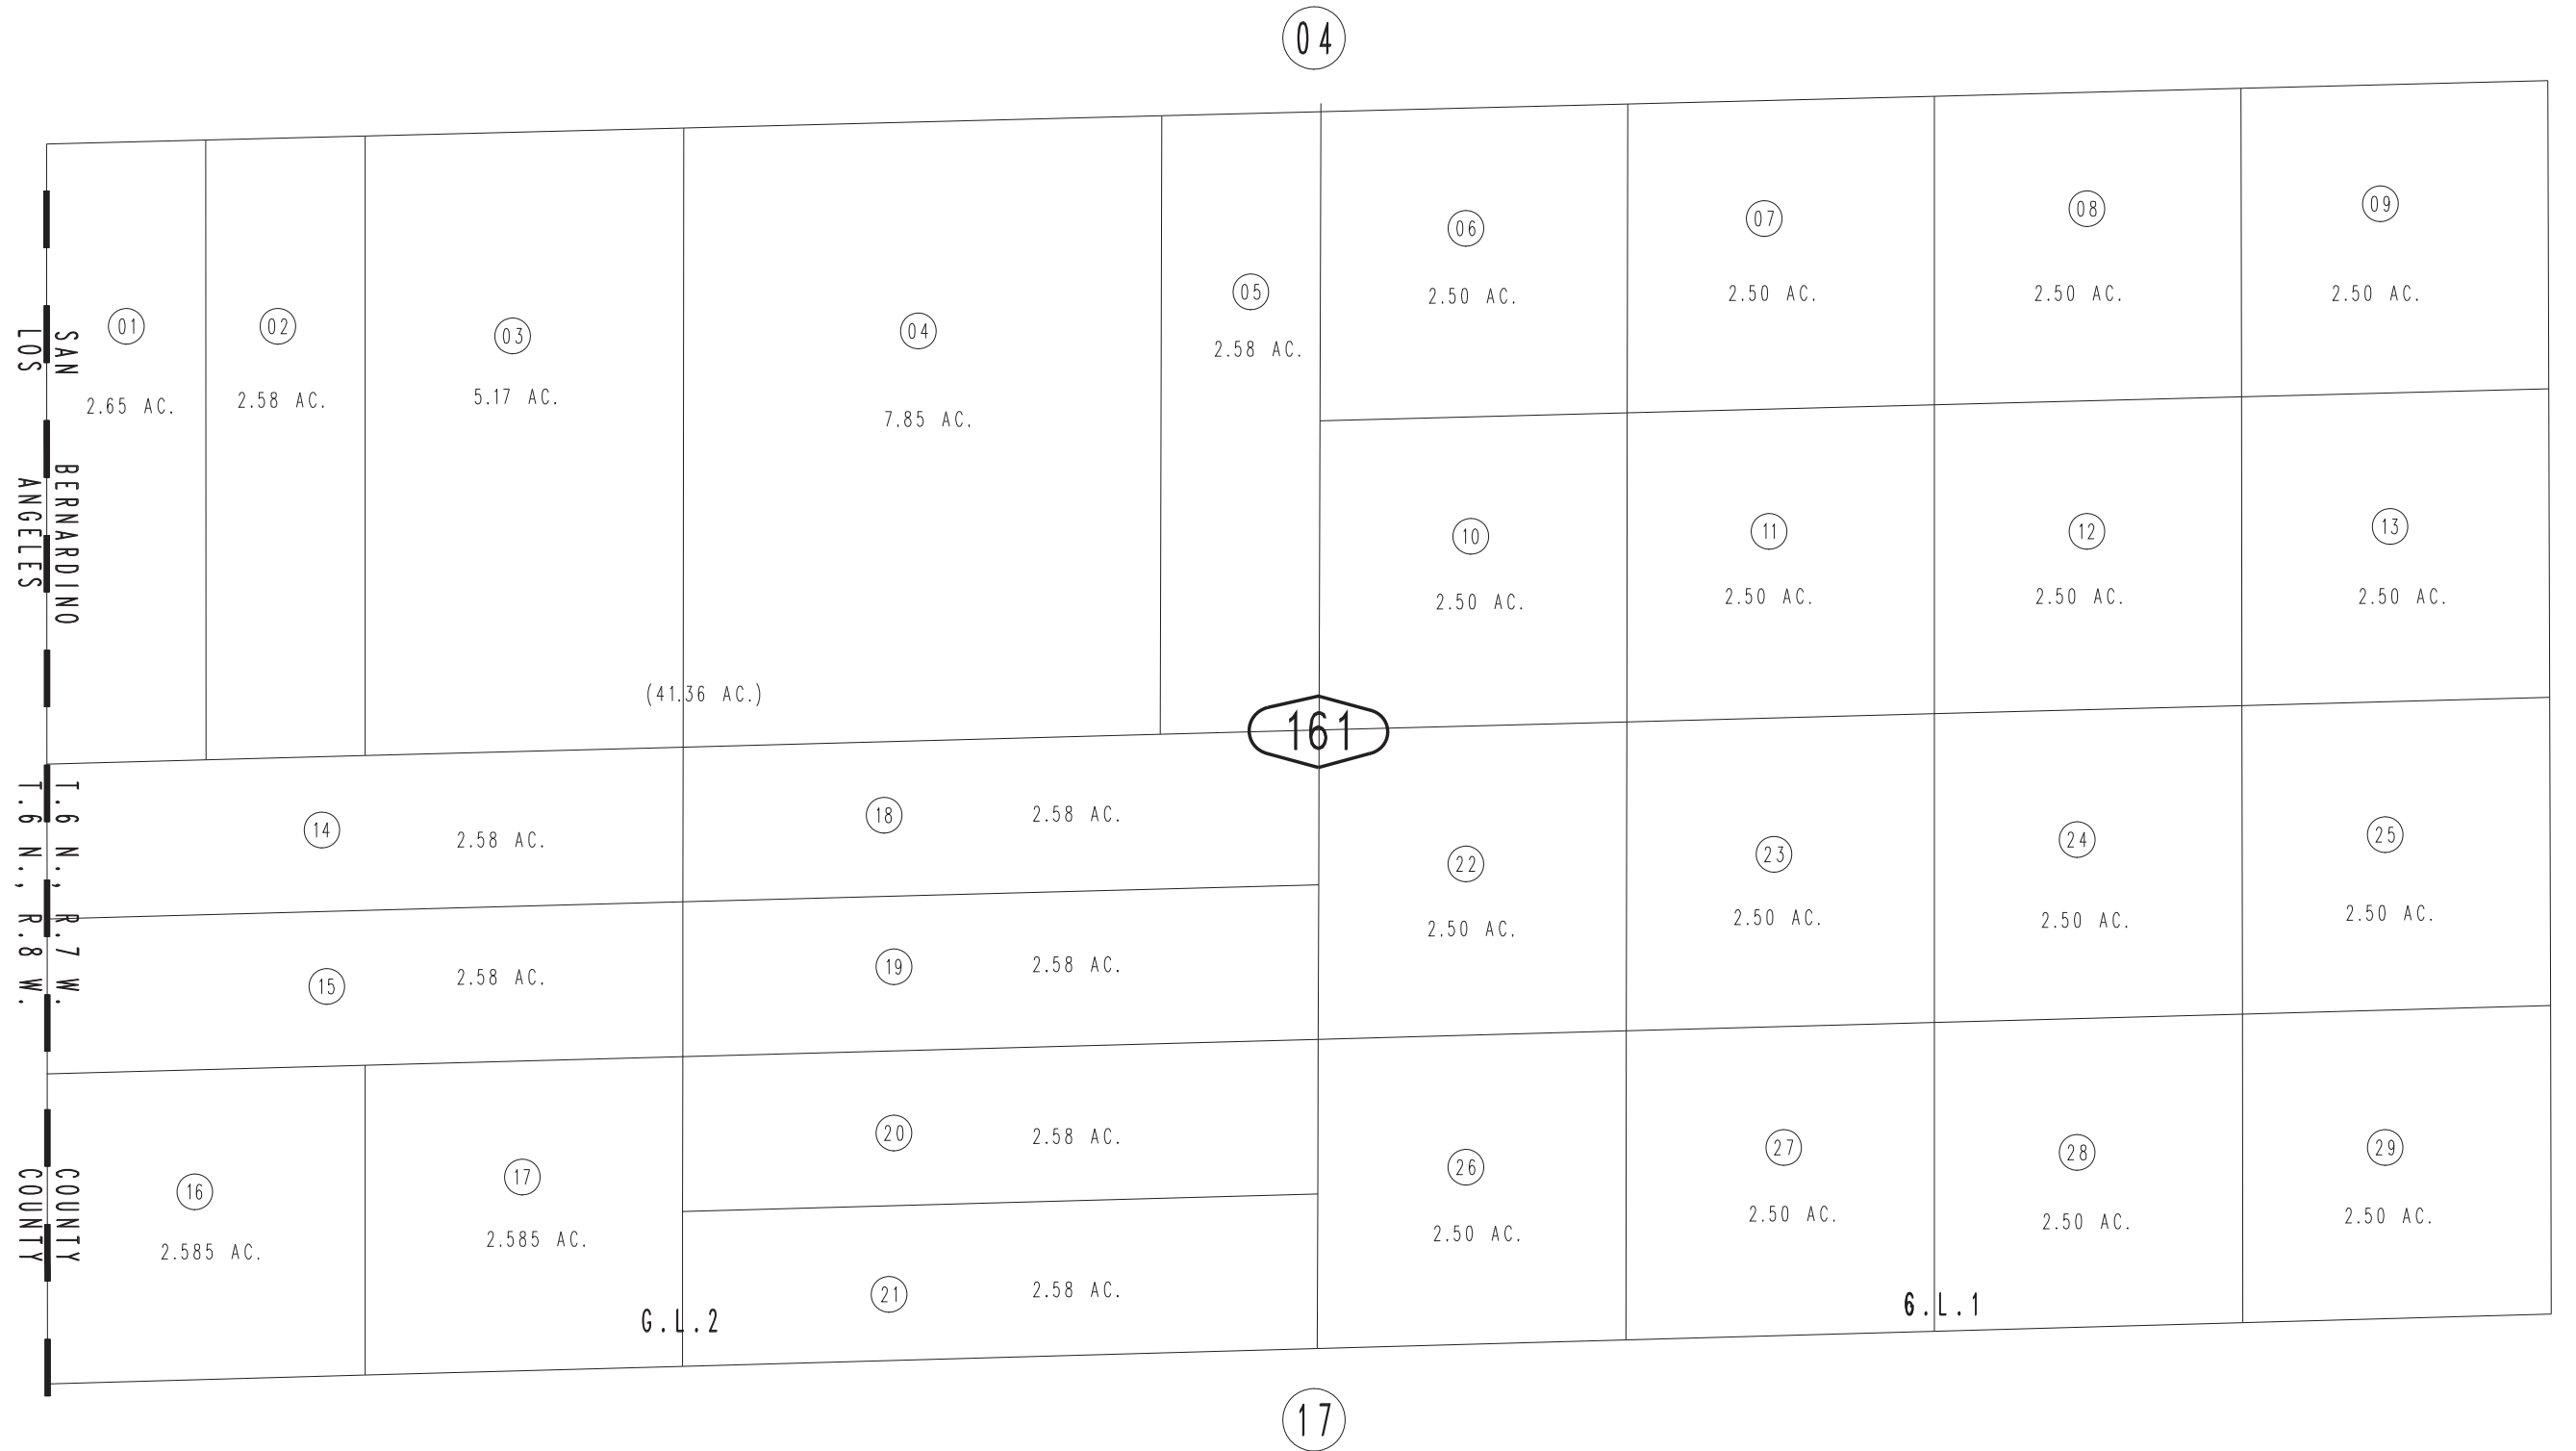 04
01
2.65 AC.
02
2.58 AC.
03
5.17 AC.
04
7.85 AC.
05
2.58 AC.
06
2.50 AC.
07
2.50 AC.
08
2.50 AC.
09
2.50 AC.
10
2.50 AC.
11
2.50 AC.
12
2.50 AC.
13
2.50 AC.
(41.36 AC.)
161
14
2.58 AC.
18
2.58 AC.
15
2.58 AC.
19
2.58 AC.
22
2.50 AC.
23
2.50 AC.
24
2.50 AC.
25
2.50 AC.
16
2.585 AC.
17
2.585 AC.
20
2.58 AC.
21
2.58 AC.
26
2.50 AC.
27
2.50 AC.
28
2.50 AC.
29
2.50 AC.
G.L.2
6.L.1
17
SAN BERNARDINO T.6 N., R.7 W. COUNTY
LOS ANGELES T.6 N., R.8 W. COUNTY